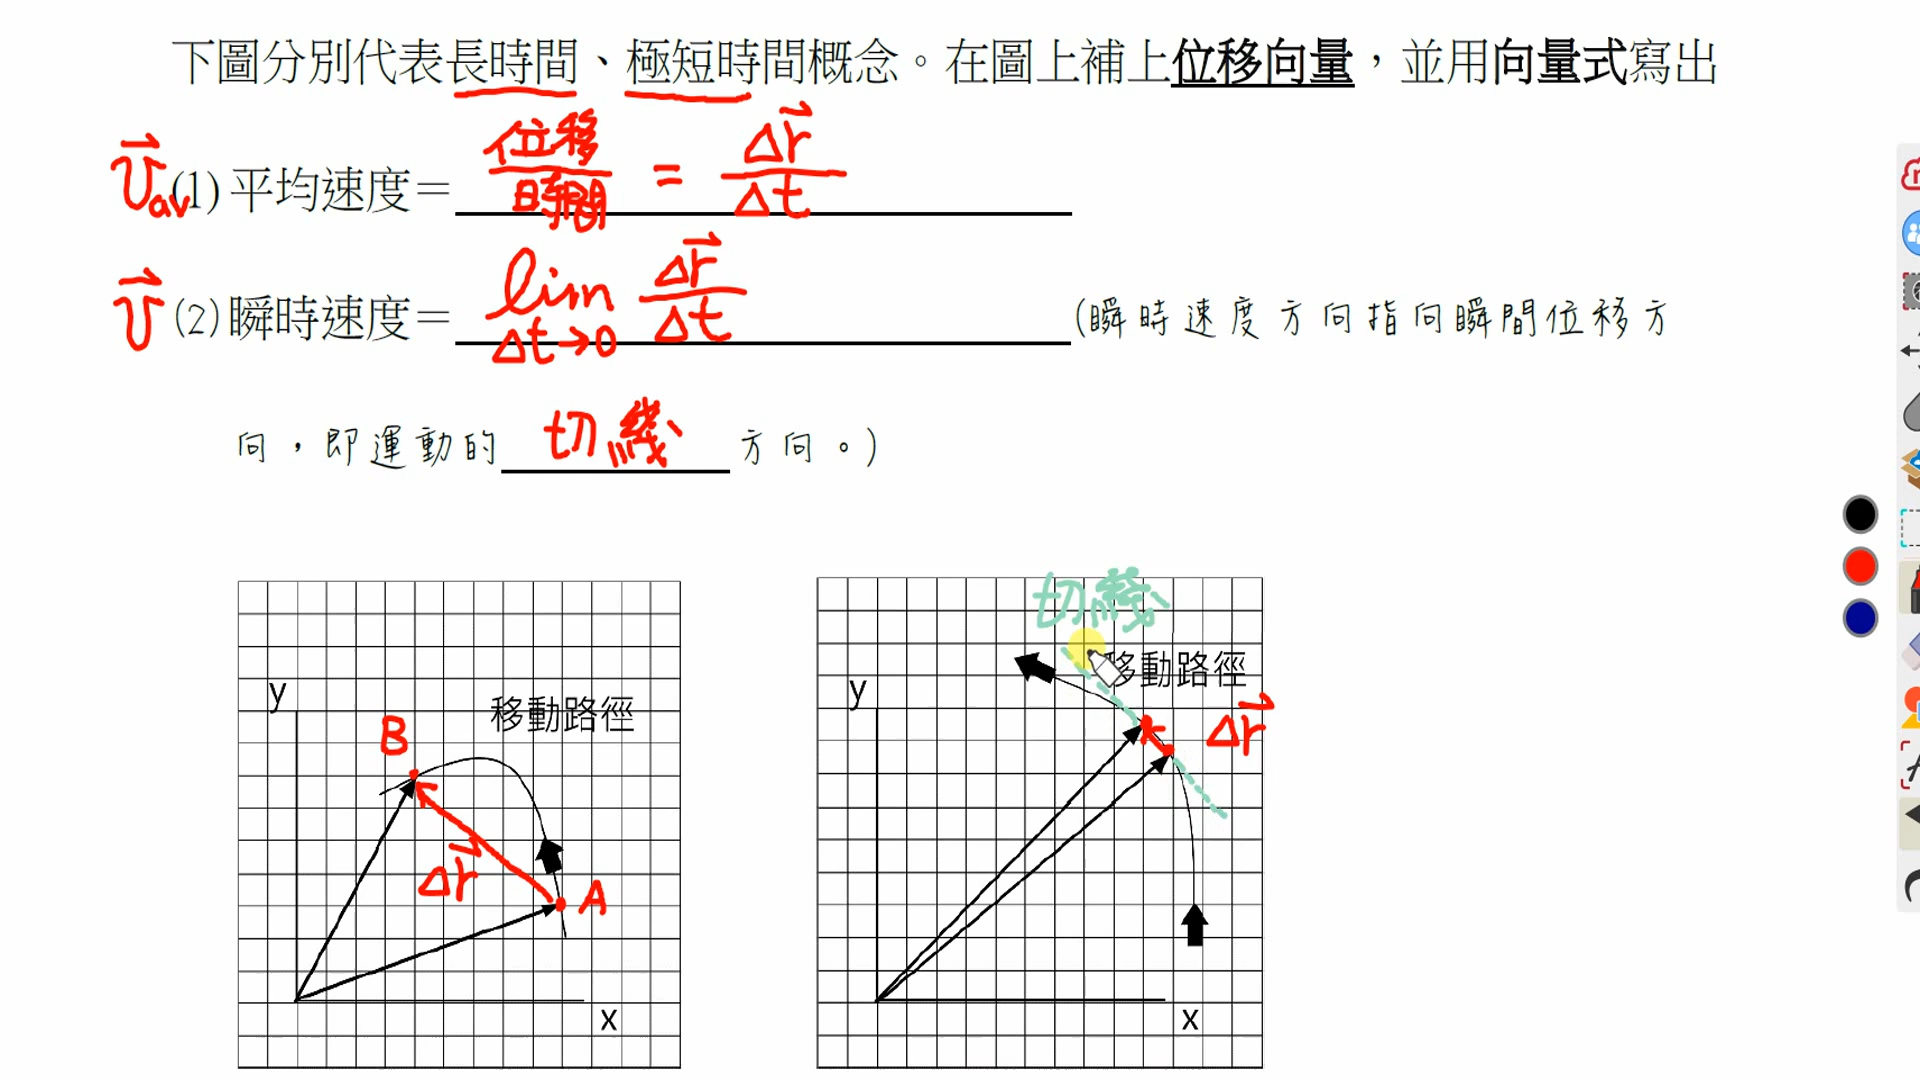 下圖分別代表長時間、極短時間概念。在圖上補上位移向量，並用向量式寫出
v⃗av (1) 平均速度＝ 位移/時間 = Δr⃗/Δt
v⃗ (2) 瞬時速度＝ lim Δt→0 Δr⃗/Δt (瞬時速度方向指向瞬間位移方
向，即運動的 切綫 方向。)
y
移動路徑
B
Δr⃗
A
x
切綫
移動路徑
y
Δr⃗
x